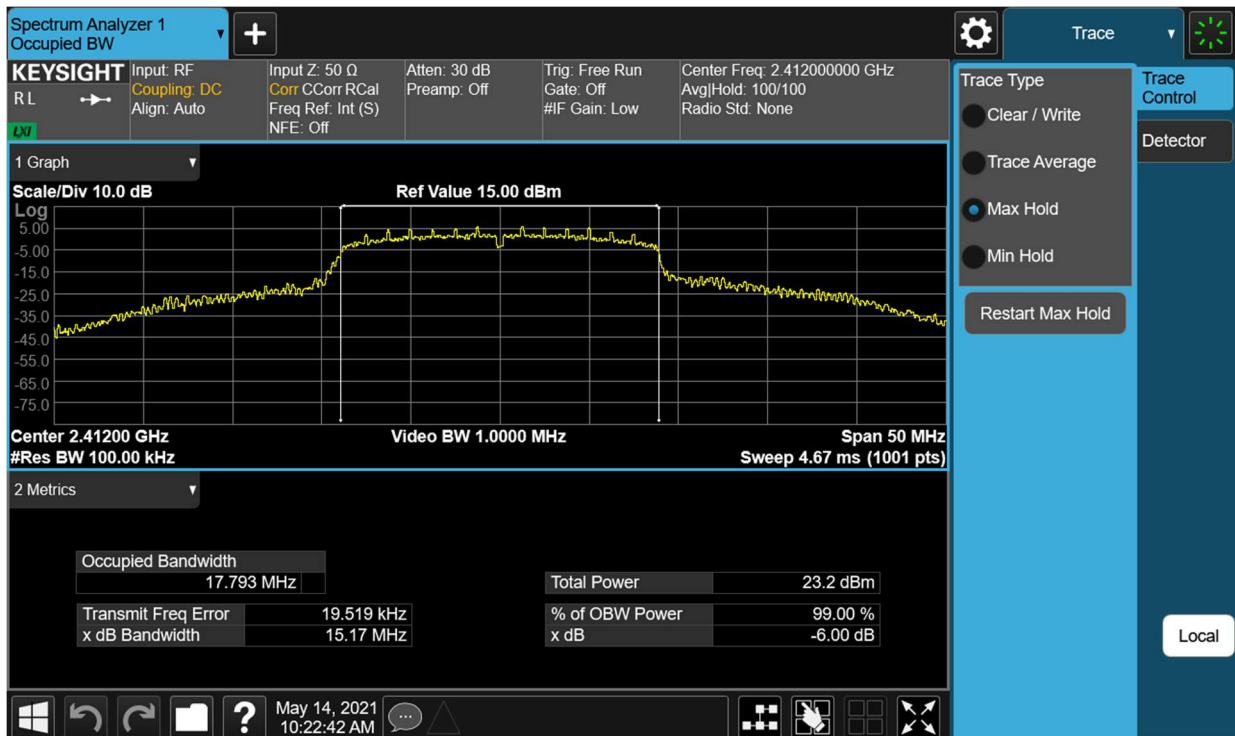 Spectrum Analyzer 1
Occupied BW
Trace
KEYSIGHT
R L
LXI
Input: RF
Coupling: DC
Align: Auto
Input Z: 50 Ω
Corr CCorr RCal
Freq Ref: Int (S)
NFE: Off
Atten: 30 dB
Preamp: Off
Trig: Free Run
Gate: Off
#IF Gain: Low
Center Freq: 2.412000000 GHz
Avg|Hold: 100/100
Radio Std: None
Trace Type
Clear / Write
Trace Average
Max Hold
Min Hold
Restart Max Hold
Trace
Control
Detector
1 Graph
Scale/Div 10.0 dB
Ref Value 15.00 dBm
Log
5.00
-5.00
-15.0
-25.0
-35.0
-45.0
-55.0
-65.0
-75.0
Center 2.41200 GHz
#Res BW 100.00 kHz
Video BW 1.0000 MHz
Span 50 MHz
Sweep 4.67 ms (1001 pts)
2 Metrics
Occupied Bandwidth
17.793 MHz
Transmit Freq Error 19.519 kHz
x dB Bandwidth 15.17 MHz
Total Power 23.2 dBm
% of OBW Power 99.00 %
x dB -6.00 dB
Local
?
May 14, 2021
10:22:42 AM